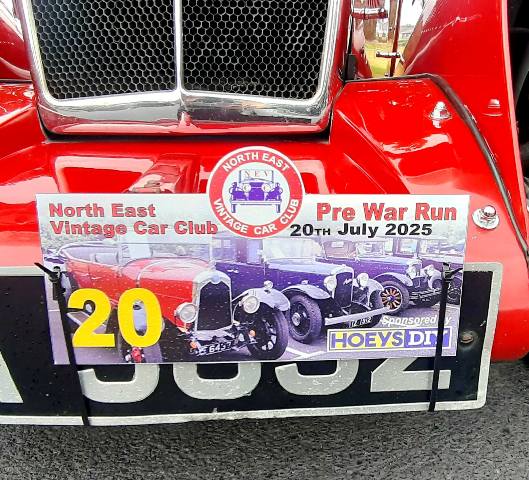 NORTH EAST
VINTAGE CAR CLUB
North East
Vintage Car Club
Pre War Run
20TH July 2025
20
Sponsored by
HOEYS DIY